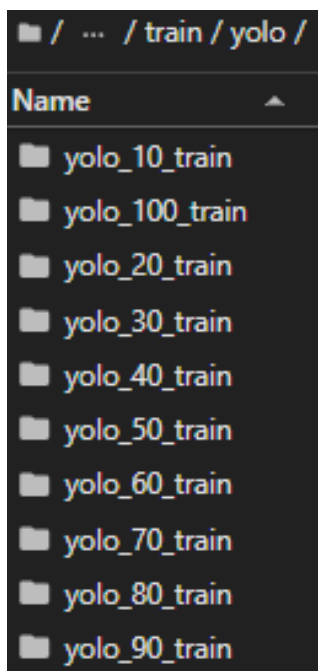 / ... / train / yolo /
Name
yolo_10_train
yolo_100_train
yolo_20_train
yolo_30_train
yolo_40_train
yolo_50_train
yolo_60_train
yolo_70_train
yolo_80_train
yolo_90_train